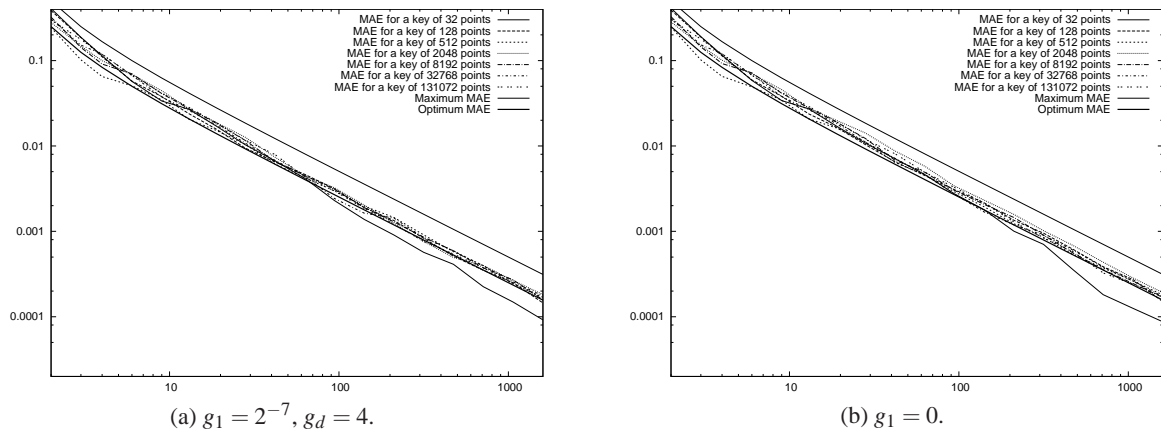 MAE for a key of 32 points
MAE for a key of 128 points
MAE for a key of 512 points
MAE for a key of 2048 points
MAE for a key of 8192 points
MAE for a key of 32768 points
MAE for a key of 131072 points
Maximum MAE
Optimum MAE
0.1
0.01
0.001
0.0001
10
100
1000
(a) g₁ = 2⁻⁷, g_d = 4.
MAE for a key of 32 points
MAE for a key of 128 points
MAE for a key of 512 points
MAE for a key of 2048 points
MAE for a key of 8192 points
MAE for a key of 32768 points
MAE for a key of 131072 points
Maximum MAE
Optimum MAE
0.1
0.01
0.001
0.0001
10
100
1000
(b) g₁ = 0.